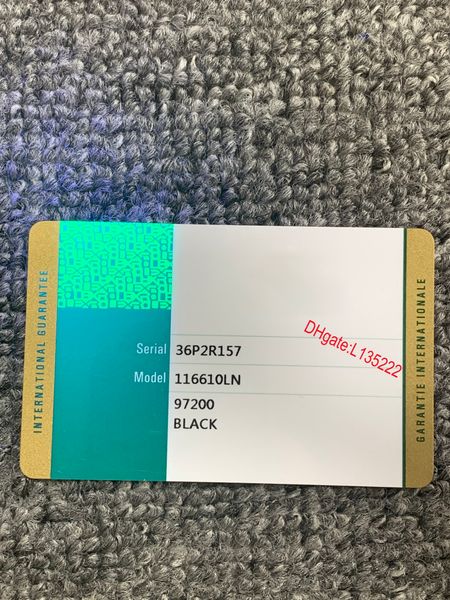 INTERNATIONAL GUARANTEE
Serial 36P2R157
Model 116610LN
97200
BLACK
DHgate:L135222
GARANTIE INTERNATIONALE